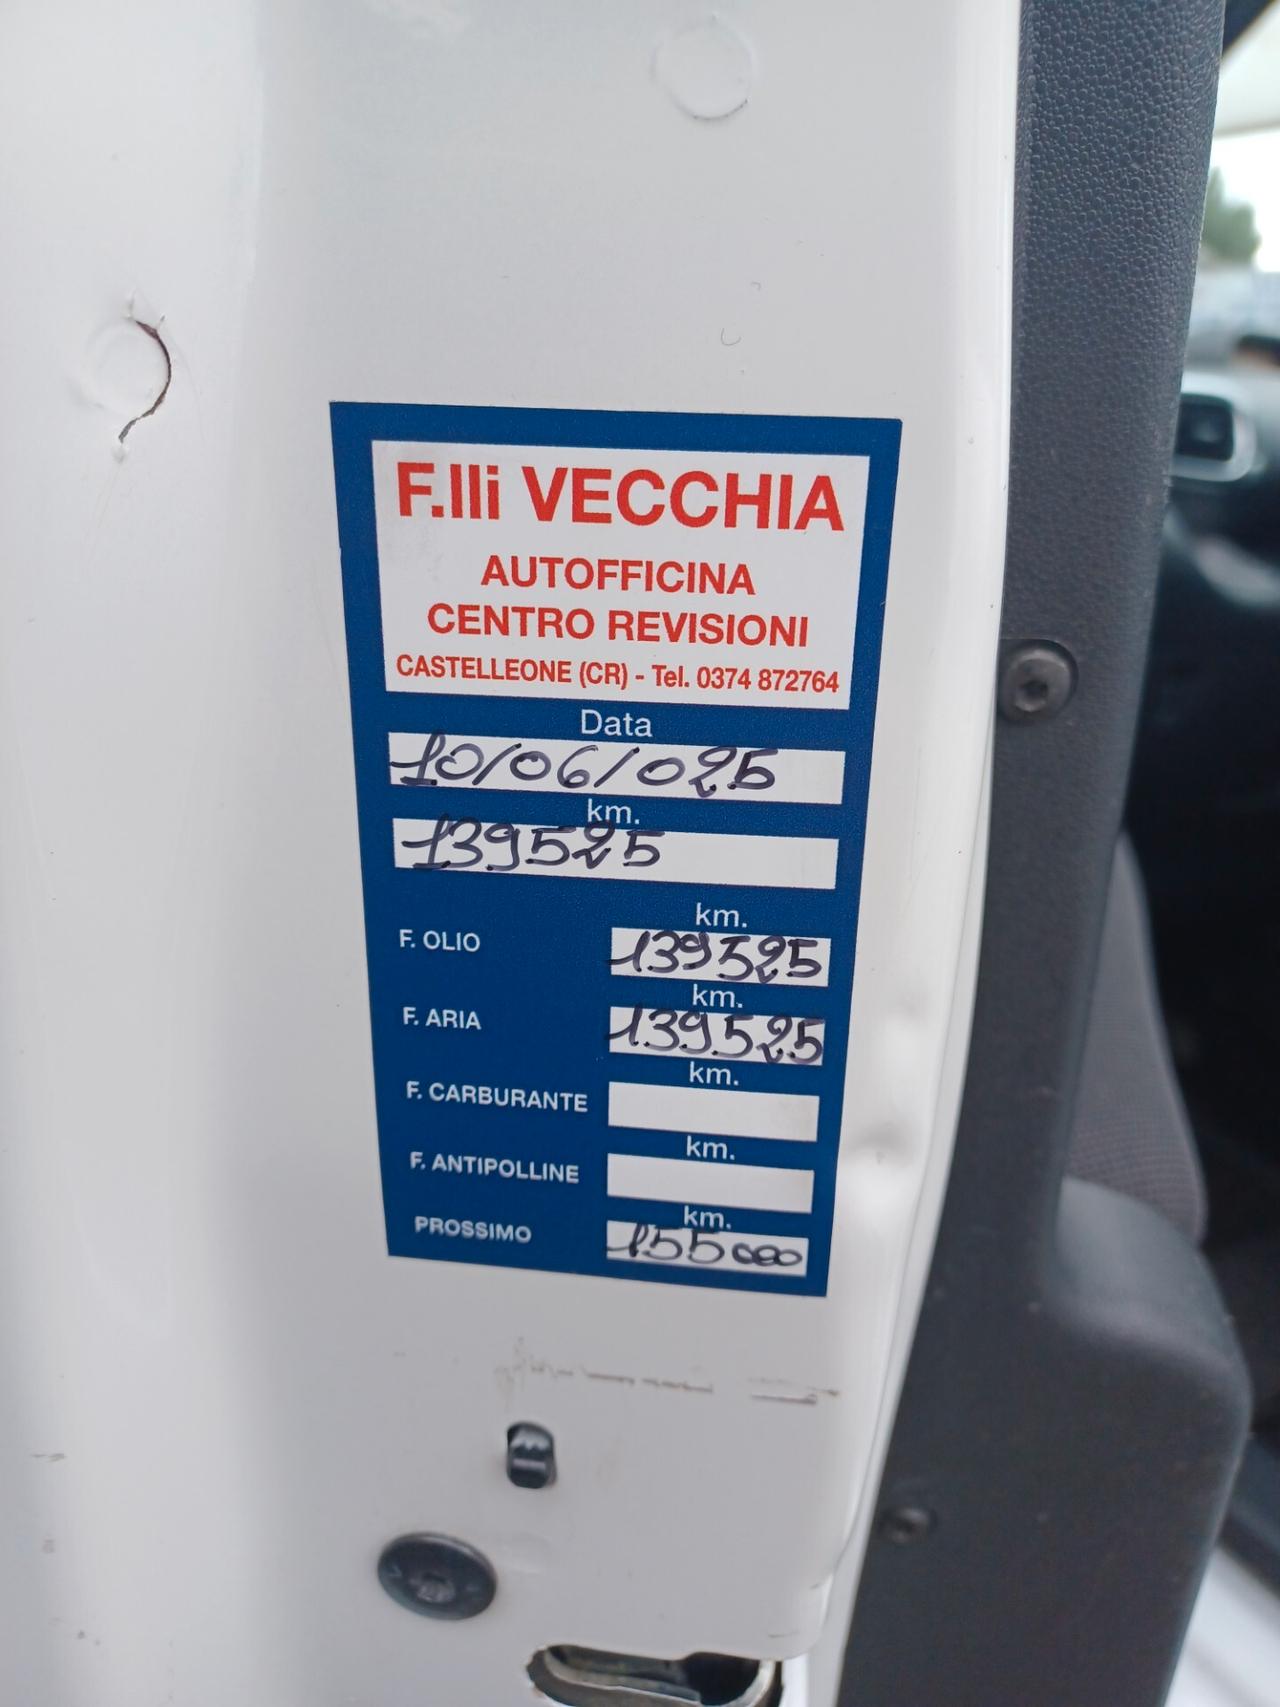 F.lli VECCHIA
AUTOFFICINA
CENTRO REVISIONI
CASTELLEONE (CR) - Tel. 0374 872764
Data
10/06/025
km.
139525
km.
F. OLIO 139525
km.
F. ARIA 139525
km.
F. CARBURANTE
km.
F. ANTIPOLLINE
km.
PROSSIMO 155000